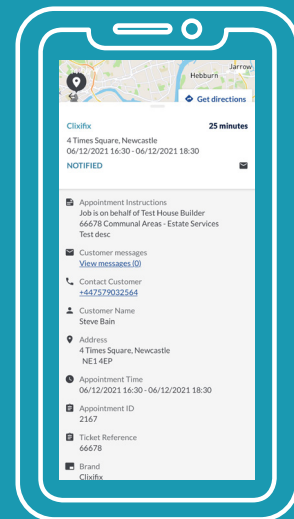 Jarrow
Hebburn
Get directions
Clixifix 25 minutes
4 Times Square, Newcastle
06/12/2021 16:30 - 06/12/2021 18:30
NOTIFIED
Appointment Instructions
Job is on behalf of Test House Builder
66678 Communal Areas - Estate Services
Test desc
Customer messages
View messages (0)
Contact Customer
+447579032564
Customer Name
Steve Bain
Address
4 Times Square, Newcastle
NE1 4EP
Appointment Time
06/12/2021 16:30 - 06/12/2021 18:30
Appointment ID
2167
Ticket Reference
66678
Brand
Clixifix